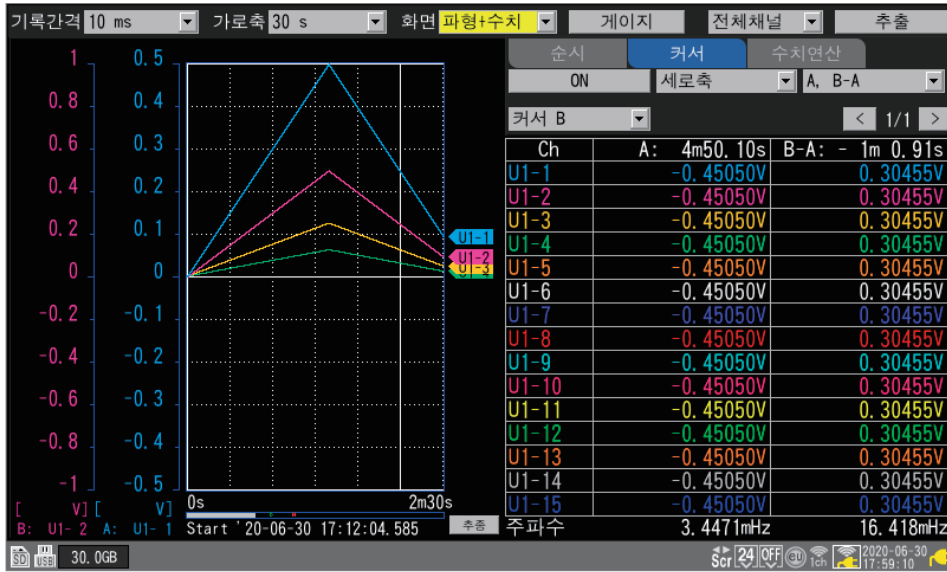 기록간격 10 ms 가로축 30 s 화면 파형+수치 게이지 전체채널 추출
순시 커서 수치연산
ON 세로축 A, B-A
커서 B < 1/1 >
Ch A: 4m50.10s B-A: - 1m 0.91s
U1-1 -0.45050V 0.30455V
U1-2 -0.45050V 0.30455V
U1-3 -0.45050V 0.30455V
U1-4 -0.45050V 0.30455V
U1-5 -0.45050V 0.30455V
U1-6 -0.45050V 0.30455V
U1-7 -0.45050V 0.30455V
U1-8 -0.45050V 0.30455V
U1-9 -0.45050V 0.30455V
U1-10 -0.45050V 0.30455V
U1-11 -0.45050V 0.30455V
U1-12 -0.45050V 0.30455V
U1-13 -0.45050V 0.30455V
U1-14 -0.45050V 0.30455V
U1-15 -0.45050V 0.30455V
주파수 3.4471mHz 16.418mHz
1 0.5
0.8 0.4
0.6 0.3
0.4 0.2
0.2 0.1
0 0
-0.2 -0.1
-0.4 -0.2
-0.6 -0.3
-0.8 -0.4
-1 -0.5
U1-1
U1-2
U1-3
0s 2m30s
[ V] [ V]
B: U1- 2 A: U1- 1 Start '20-06-30 17:12:04.585 추종
SD USB 30.0GB Scr 24 OFF EU 1ch 2020-06-30
17:59:10